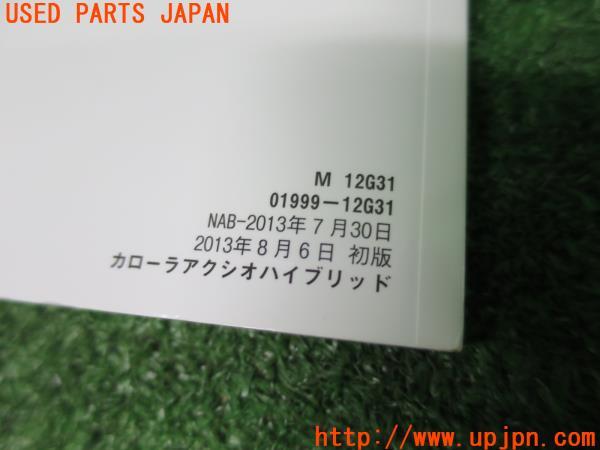 USED PARTS JAPAN
M 12G31
01999-12G31
NAB-2013年7月30日
2013年8月6日 初版
カローラアクシオハイブリッド
http://www.upjpn.com/